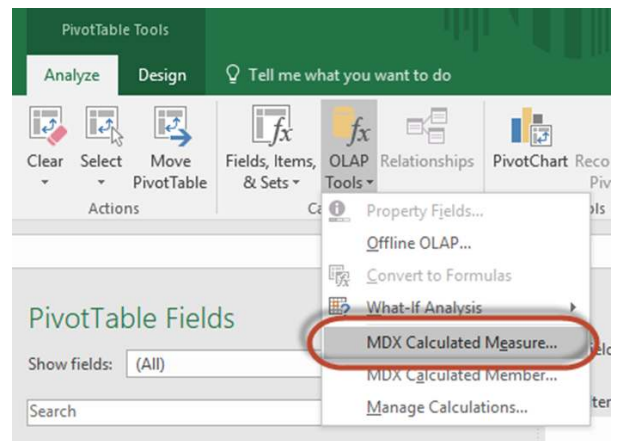 PivotTable Tools
Analyze Design Tell me what you want to do
Clear Select Move PivotTable Fields, Items, & Sets OLAP Tools Relationships PivotChart
Actions
Property Fields...
Offline OLAP...
Convert to Formulas
What-If Analysis
MDX Calculated Measure...
MDX Calculated Member...
Manage Calculations...
PivotTable Fields
Show fields: (All)
Search